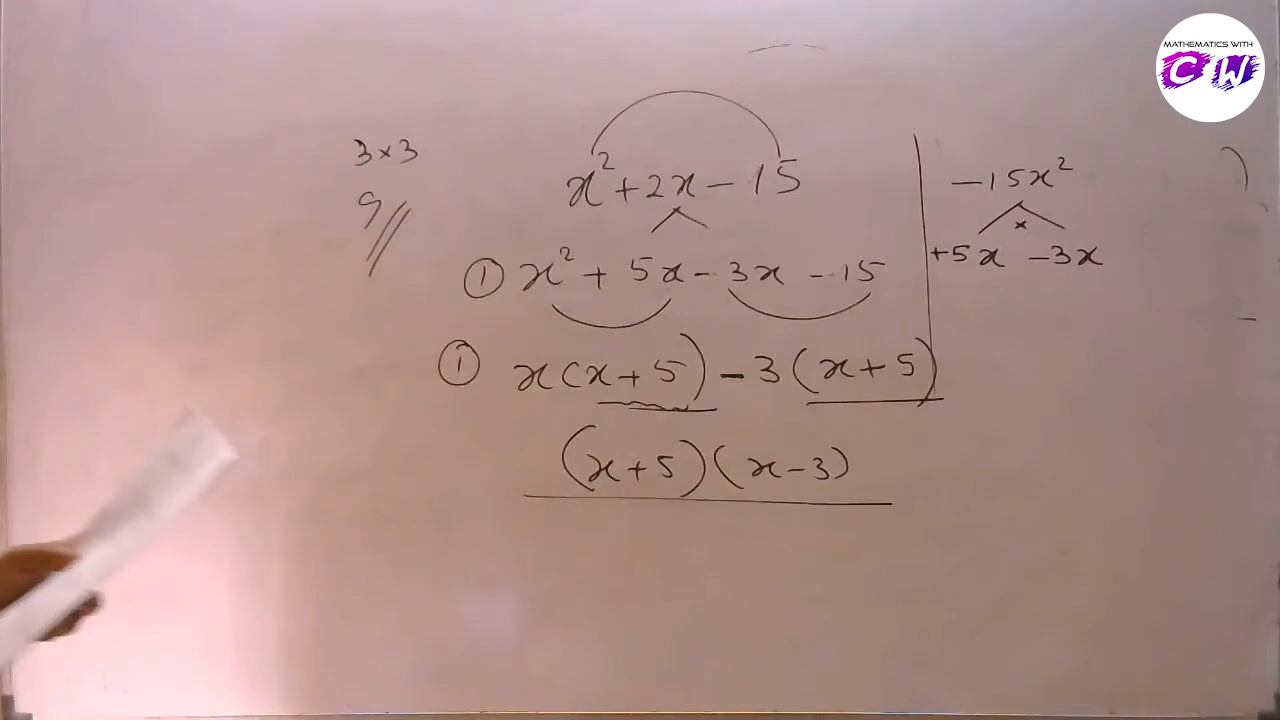 MATHEMATICS WITH
CW
3×3
9
x²+2x-15
-15x²
×
+5x -3x
① x² + 5x - 3x - 15
① x(x+5) - 3(x+5)
(x+5)(x-3)